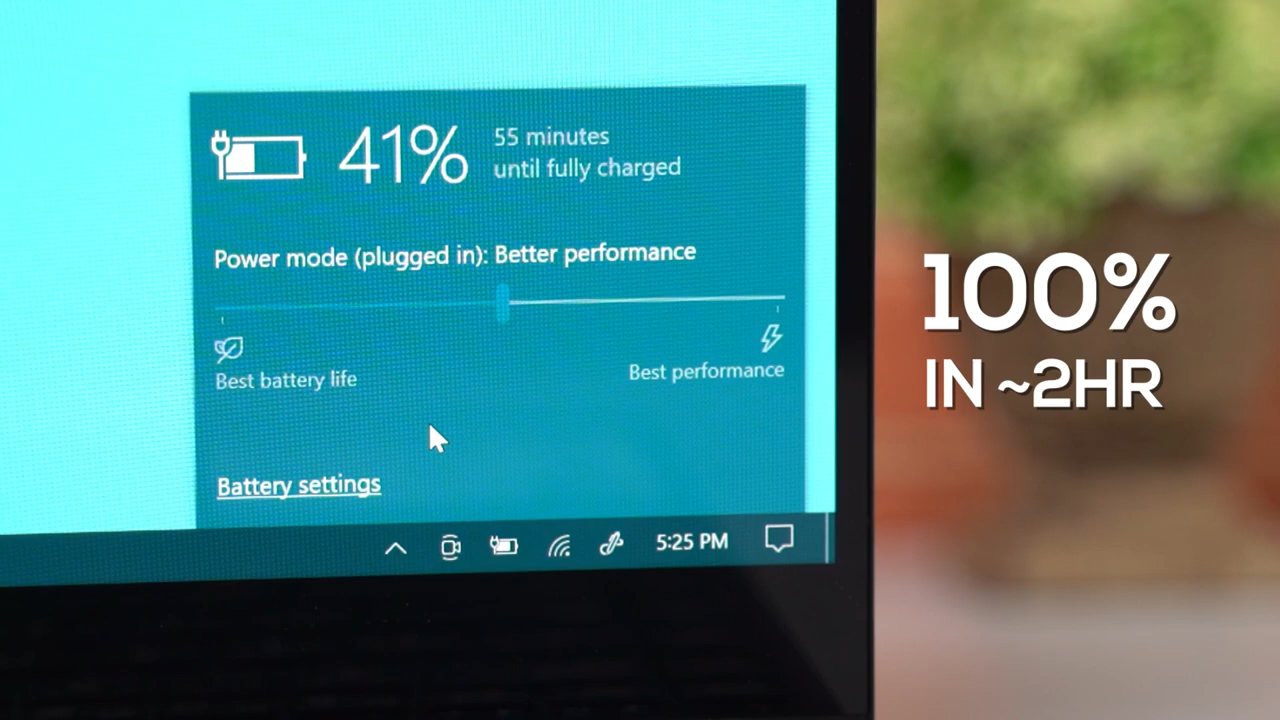 41%
55 minutes
until fully charged
Power mode (plugged in): Better performance
Best battery life
Best performance
Battery settings
5:25 PM
100%
IN ~2HR